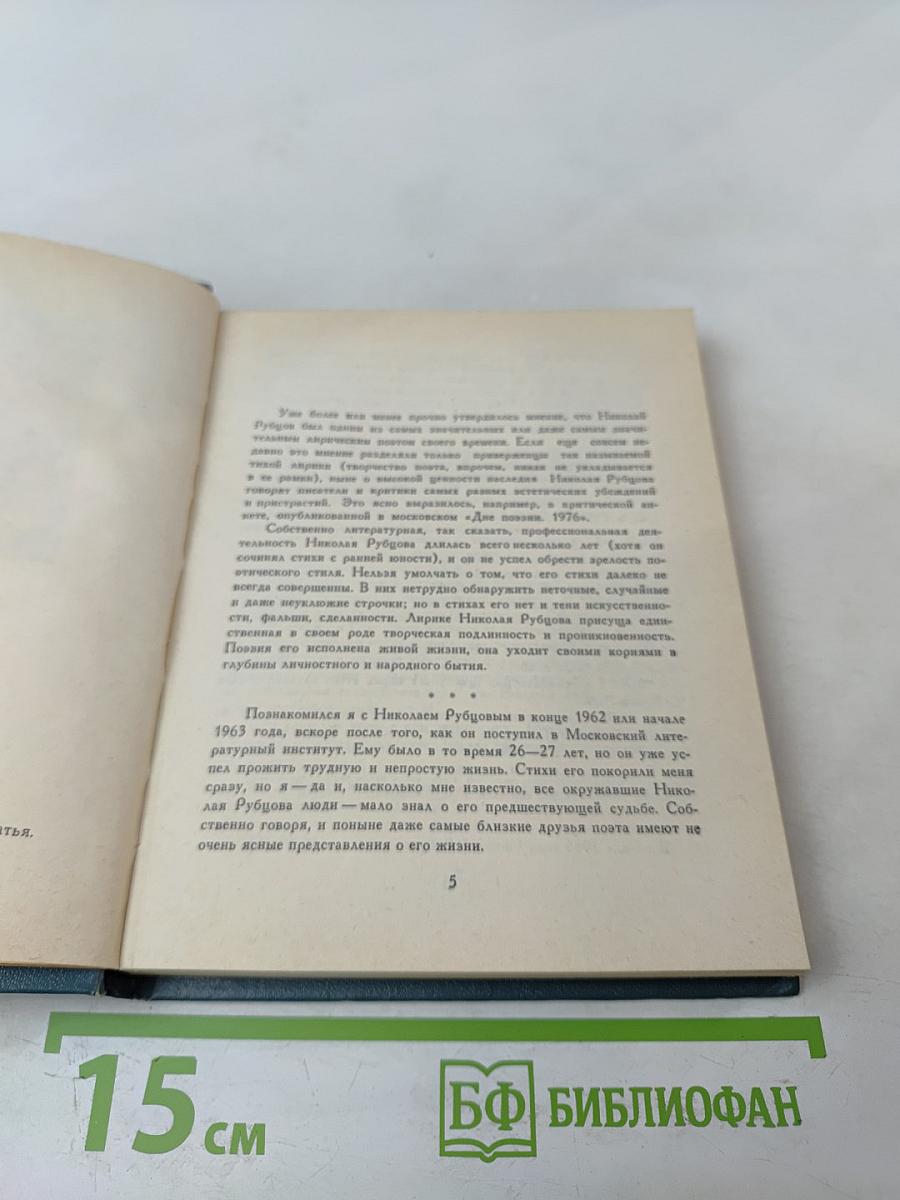 Уже более или менее прочно утвердилось мнение, что Николай
Рубцов был одним из самых значительных или даже самым значи-
тельным лирическим поэтом своего времени. Если еще совсем не-
давно это мнение разделяли только приверженцы так называемой
тихой лирики (творчество поэта, впрочем, никак не укладывается
в ее рамки), ныне о высокой ценности наследия Николая Рубцова
говорят писатели и критики самых разных эстетических убеждений
и пристрастий. Это ясно выразилось, например, в критической ан-
кете, опубликованной в московском «Дне поэзии. 1976».
Собственно литературная, так сказать, профессиональная дея-
тельность Николая Рубцова длилась всего несколько лет (хотя он
сочинял стихи с ранней юности), и он не успел обрести зрелость по-
этического стиля. Нельзя умолчать о том, что его стихи далеко не
всегда совершенны. В них нетрудно обнаружить неточные, случайные
и даже неуклюжие строчки; но в стихах его нет и тени искусственно-
сти, фальши, сделанности. Лирике Николая Рубцова присуща един-
ственная в своем роде творческая подлинность и проникновенность.
Поэзия его исполнена живой жизни, она уходит своими корнями в
глубины личностного и народного бытия.
* * *
Познакомился я с Николаем Рубцовым в конце 1962 или начале
1963 года, вскоре после того, как он поступил в Московский лите-
ратурный институт. Ему было в то время 26—27 лет, но он уже ус-
пел прожить трудную и непростую жизнь. Стихи его покорили меня
сразу, но я — да и, насколько мне известно, все окружавшие Нико-
лая Рубцова люди — мало знал о его предшествующей судьбе. Соб-
ственно говоря, и поныне даже самые близкие друзья поэта имеют не
очень ясные представления о его жизни.
5
атья.
15 см
БФ БИБЛИОФАН